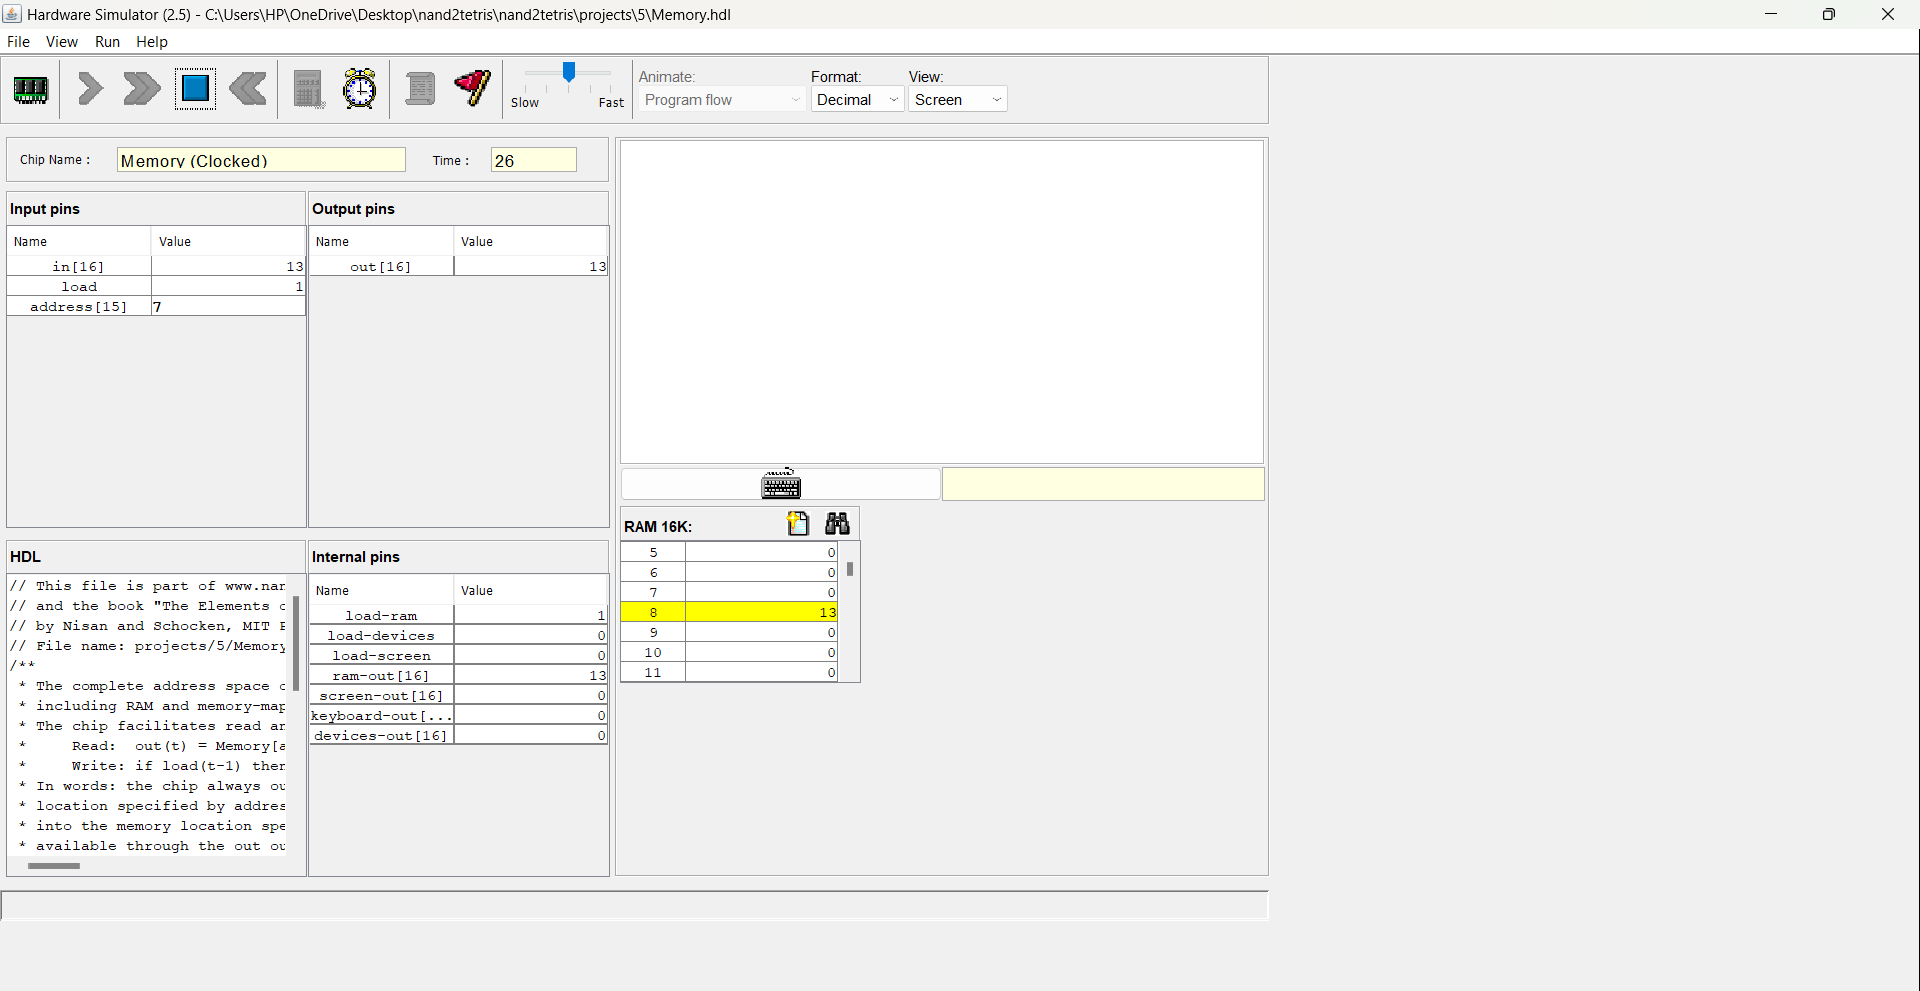 Hardware Simulator (2.5) - C:\Users\HP\OneDrive\Desktop\nand2tetris\nand2tetris\projects\5\Memory.hdl
File View Run Help
Slow Fast
Animate:
Program flow
Format:
Decimal
View:
Screen
Chip Name :
Memory (Clocked)
Time :
26
Input pins
Name Value
in[16] 13
load 1
address[15] 7
Output pins
Name Value
out[16] 13
HDL
// This file is part of www.nan
// and the book "The Elements o
// by Nisan and Schocken, MIT P
// File name: projects/5/Memory
/**
* The complete address space o
* including RAM and memory-map
* The chip facilitates read an
* Read: out(t) = Memory[a
* Write: if load(t-1) then
* In words: the chip always ou
* location specified by addres
* into the memory location spe
* available through the out ou
Internal pins
Name Value
load-ram 1
load-devices 0
load-screen 0
ram-out[16] 13
screen-out[16] 0
keyboard-out[... 0
devices-out[16] 0
RAM 16K:
5 0
6 0
7 0
8 13
9 0
10 0
11 0